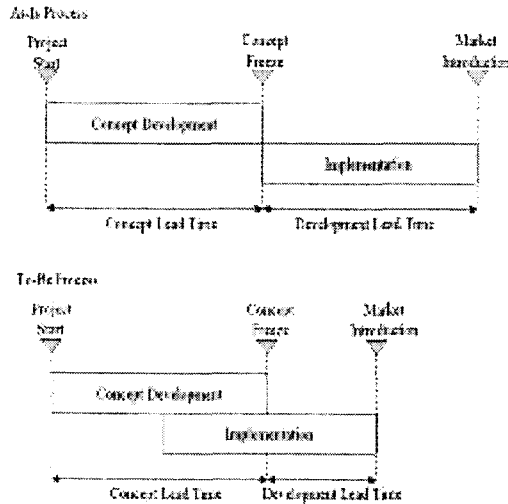 As-Is Process
Project
Start
Concept
Freeze
Market
Introduction
Concept Development
Implementation
Concept Lead Time
Development Lead Time
To-Be Process
Project
Start
Concept
Freeze
Market
Introduction
Concept Development
Implementation
Concept Lead Time
Development Lead Time